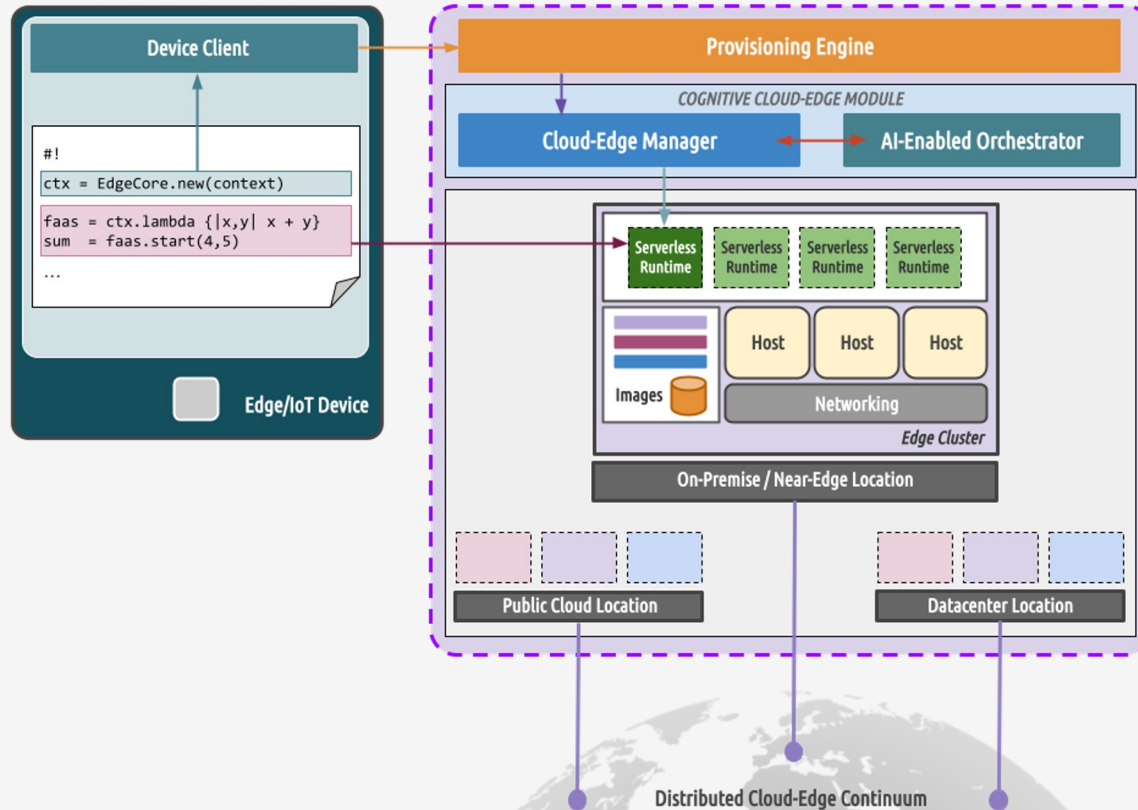 Device Client
#!
ctx = EdgeCore.new(context)
faas = ctx.lambda {|x,y| x + y}
sum  = faas.start(4,5)
...
Edge/IoT Device
Provisioning Engine
COGNITIVE CLOUD-EDGE MODULE
Cloud-Edge Manager
AI-Enabled Orchestrator
Serverless
Runtime
Serverless
Runtime
Serverless
Runtime
Serverless
Runtime
Images
Host
Host
Host
Networking
Edge Cluster
On-Premise / Near-Edge Location
Public Cloud Location
Datacenter Location
Distributed Cloud-Edge Continuum